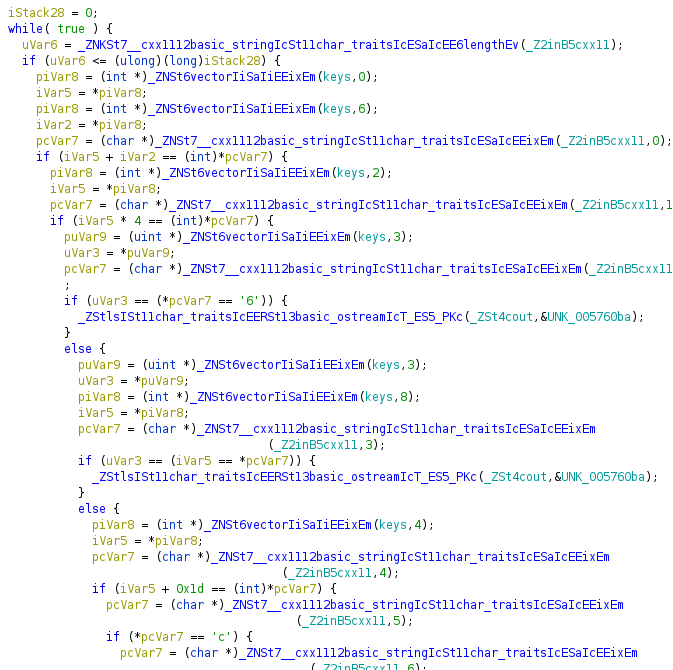 iStack28 = 0;
while( true ) {
uVar6 = _ZNKSt7__cxx1112basic_stringIcSt11char_traitsIcESaIcEE6lengthEv(_Z2inB5cxx11);
if (uVar6 <= (ulong)(long)iStack28) {
piVar8 = (int *)_ZNSt6vectorIiSaIiEEixEm(keys,0);
iVar5 = *piVar8;
piVar8 = (int *)_ZNSt6vectorIiSaIiEEixEm(keys,6);
iVar2 = *piVar8;
pcVar7 = (char *)_ZNSt7__cxx1112basic_stringIcSt11char_traitsIcESaIcEEixEm(_Z2inB5cxx11,0);
if (iVar5 + iVar2 == (int)*pcVar7) {
piVar8 = (int *)_ZNSt6vectorIiSaIiEEixEm(keys,2);
iVar5 = *piVar8;
pcVar7 = (char *)_ZNSt7__cxx1112basic_stringIcSt11char_traitsIcESaIcEEixEm(_Z2inB5cxx11,1
if (iVar5 * 4 == (int)*pcVar7) {
puVar9 = (uint *)_ZNSt6vectorIiSaIiEEixEm(keys,3);
uVar3 = *puVar9;
pcVar7 = (char *)_ZNSt7__cxx1112basic_stringIcSt11char_traitsIcESaIcEEixEm(_Z2inB5cxx11
;
if (uVar3 == (*pcVar7 == '6')) {
_ZStlsISt11char_traitsIcEERSt13basic_ostreamIcT_ES5_PKc(_ZSt4cout,&UNK_005760ba);
}
else {
puVar9 = (uint *)_ZNSt6vectorIiSaIiEEixEm(keys,3);
uVar3 = *puVar9;
piVar8 = (int *)_ZNSt6vectorIiSaIiEEixEm(keys,8);
iVar5 = *piVar8;
pcVar7 = (char *)_ZNSt7__cxx1112basic_stringIcSt11char_traitsIcESaIcEEixEm
(_Z2inB5cxx11,3);
if (uVar3 == (iVar5 == *pcVar7)) {
_ZStlsISt11char_traitsIcEERSt13basic_ostreamIcT_ES5_PKc(_ZSt4cout,&UNK_005760ba);
}
else {
piVar8 = (int *)_ZNSt6vectorIiSaIiEEixEm(keys,4);
iVar5 = *piVar8;
pcVar7 = (char *)_ZNSt7__cxx1112basic_stringIcSt11char_traitsIcESaIcEEixEm
(_Z2inB5cxx11,4);
if (iVar5 + 0x1d == (int)*pcVar7) {
pcVar7 = (char *)_ZNSt7__cxx1112basic_stringIcSt11char_traitsIcESaIcEEixEm
(_Z2inB5cxx11,5);
if (*pcVar7 == 'c') {
pcVar7 = (char *)_ZNSt7__cxx1112basic_stringIcSt11char_traitsIcESaIcEEixEm
(_Z2inB5cxx11,6);